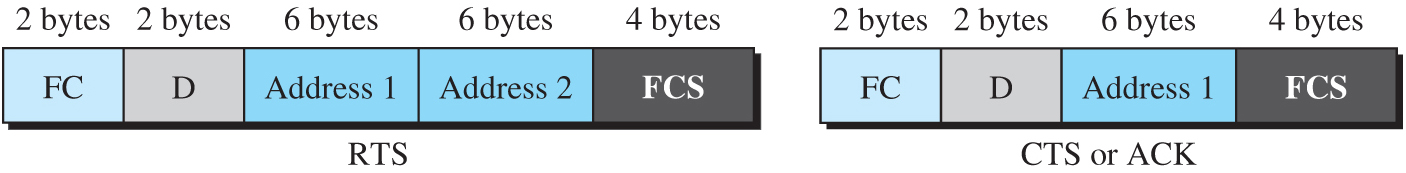 2 bytes 2 bytes 6 bytes 6 bytes 4 bytes 2 bytes 2 bytes 6 bytes 4 bytes
FC D Address 1 Address 2 FCS FC D Address 1 FCS
RTS CTS or ACK